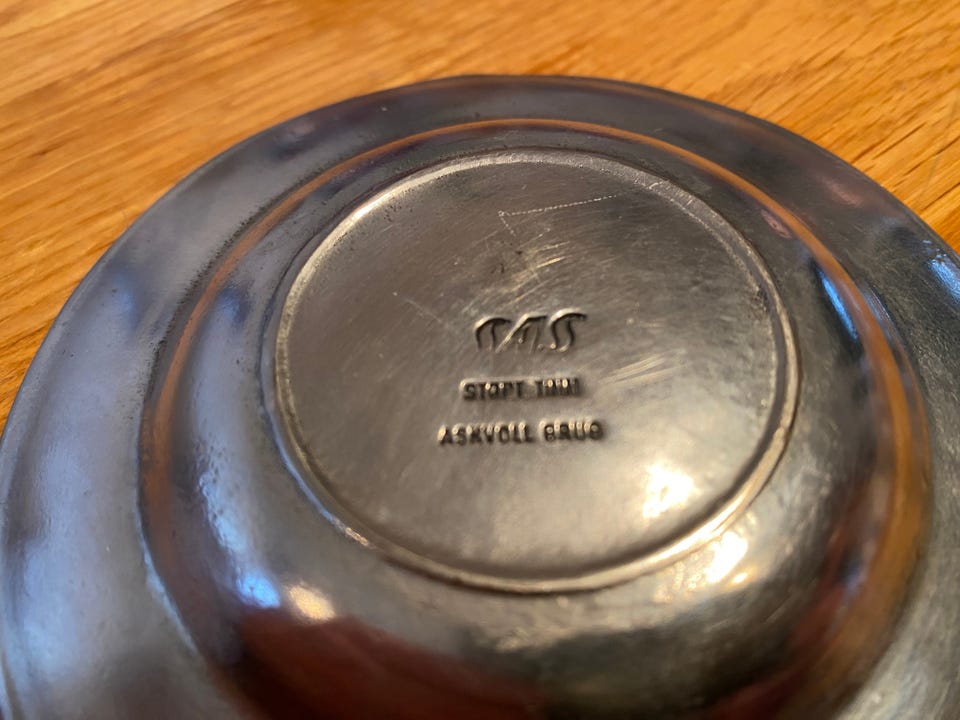 SAS
STØPT TINN
ASKVOLL BRUG